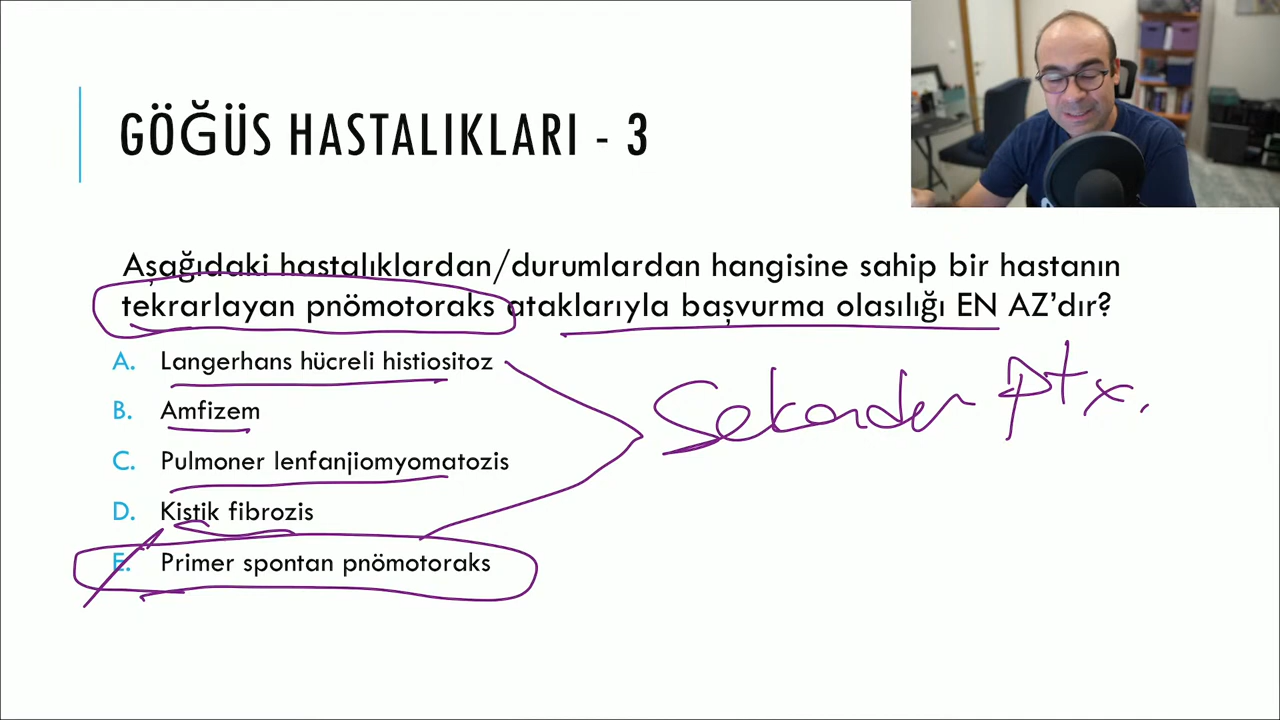 GÖĞÜS HASTALIKLARI - 3
Aşağıdaki hastalıklardan/durumlardan hangisine sahip bir hastanın
tekrarlayan pnömotoraks ataklarıyla başvurma olasılığı EN AZ’dır?
A. Langerhans hücreli histiositoz
B. Amfizem
C. Pulmoner lenfanjiomyomatozis
D. Kistik fibrozis
E. Primer spontan pnömotoraks
Sekonder Ptx.